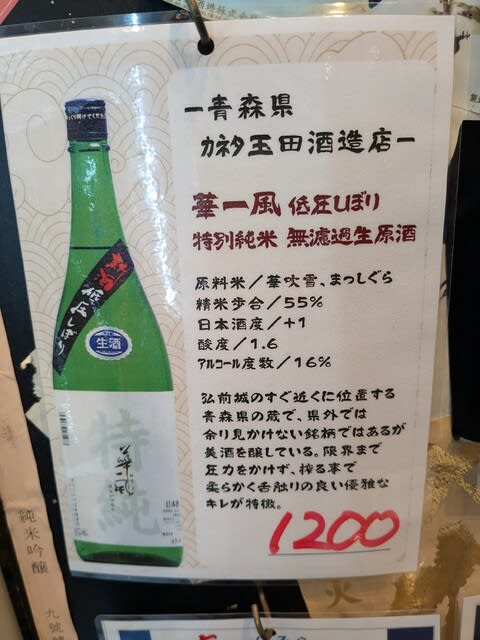 ー青森県
カネタ玉田酒造店ー
華一風 低圧しぼり
特別純米 無濾過生原酒
原料米／華吹雪、まっしぐら
精米歩合／55%
日本酒度／+1
酸度／1.6
アルコール度数／16%
弘前城のすぐ近くに位置する
青森県の蔵で、県外では
余り見かけない銘柄ではあるが
美酒を醸している。限界まで
圧力をかけず、搾る事で
柔らかく舌触りの良い優雅な
キレが特徴。
1200
低圧しぼり
生酒
特純
華一風
純米吟醸
九號